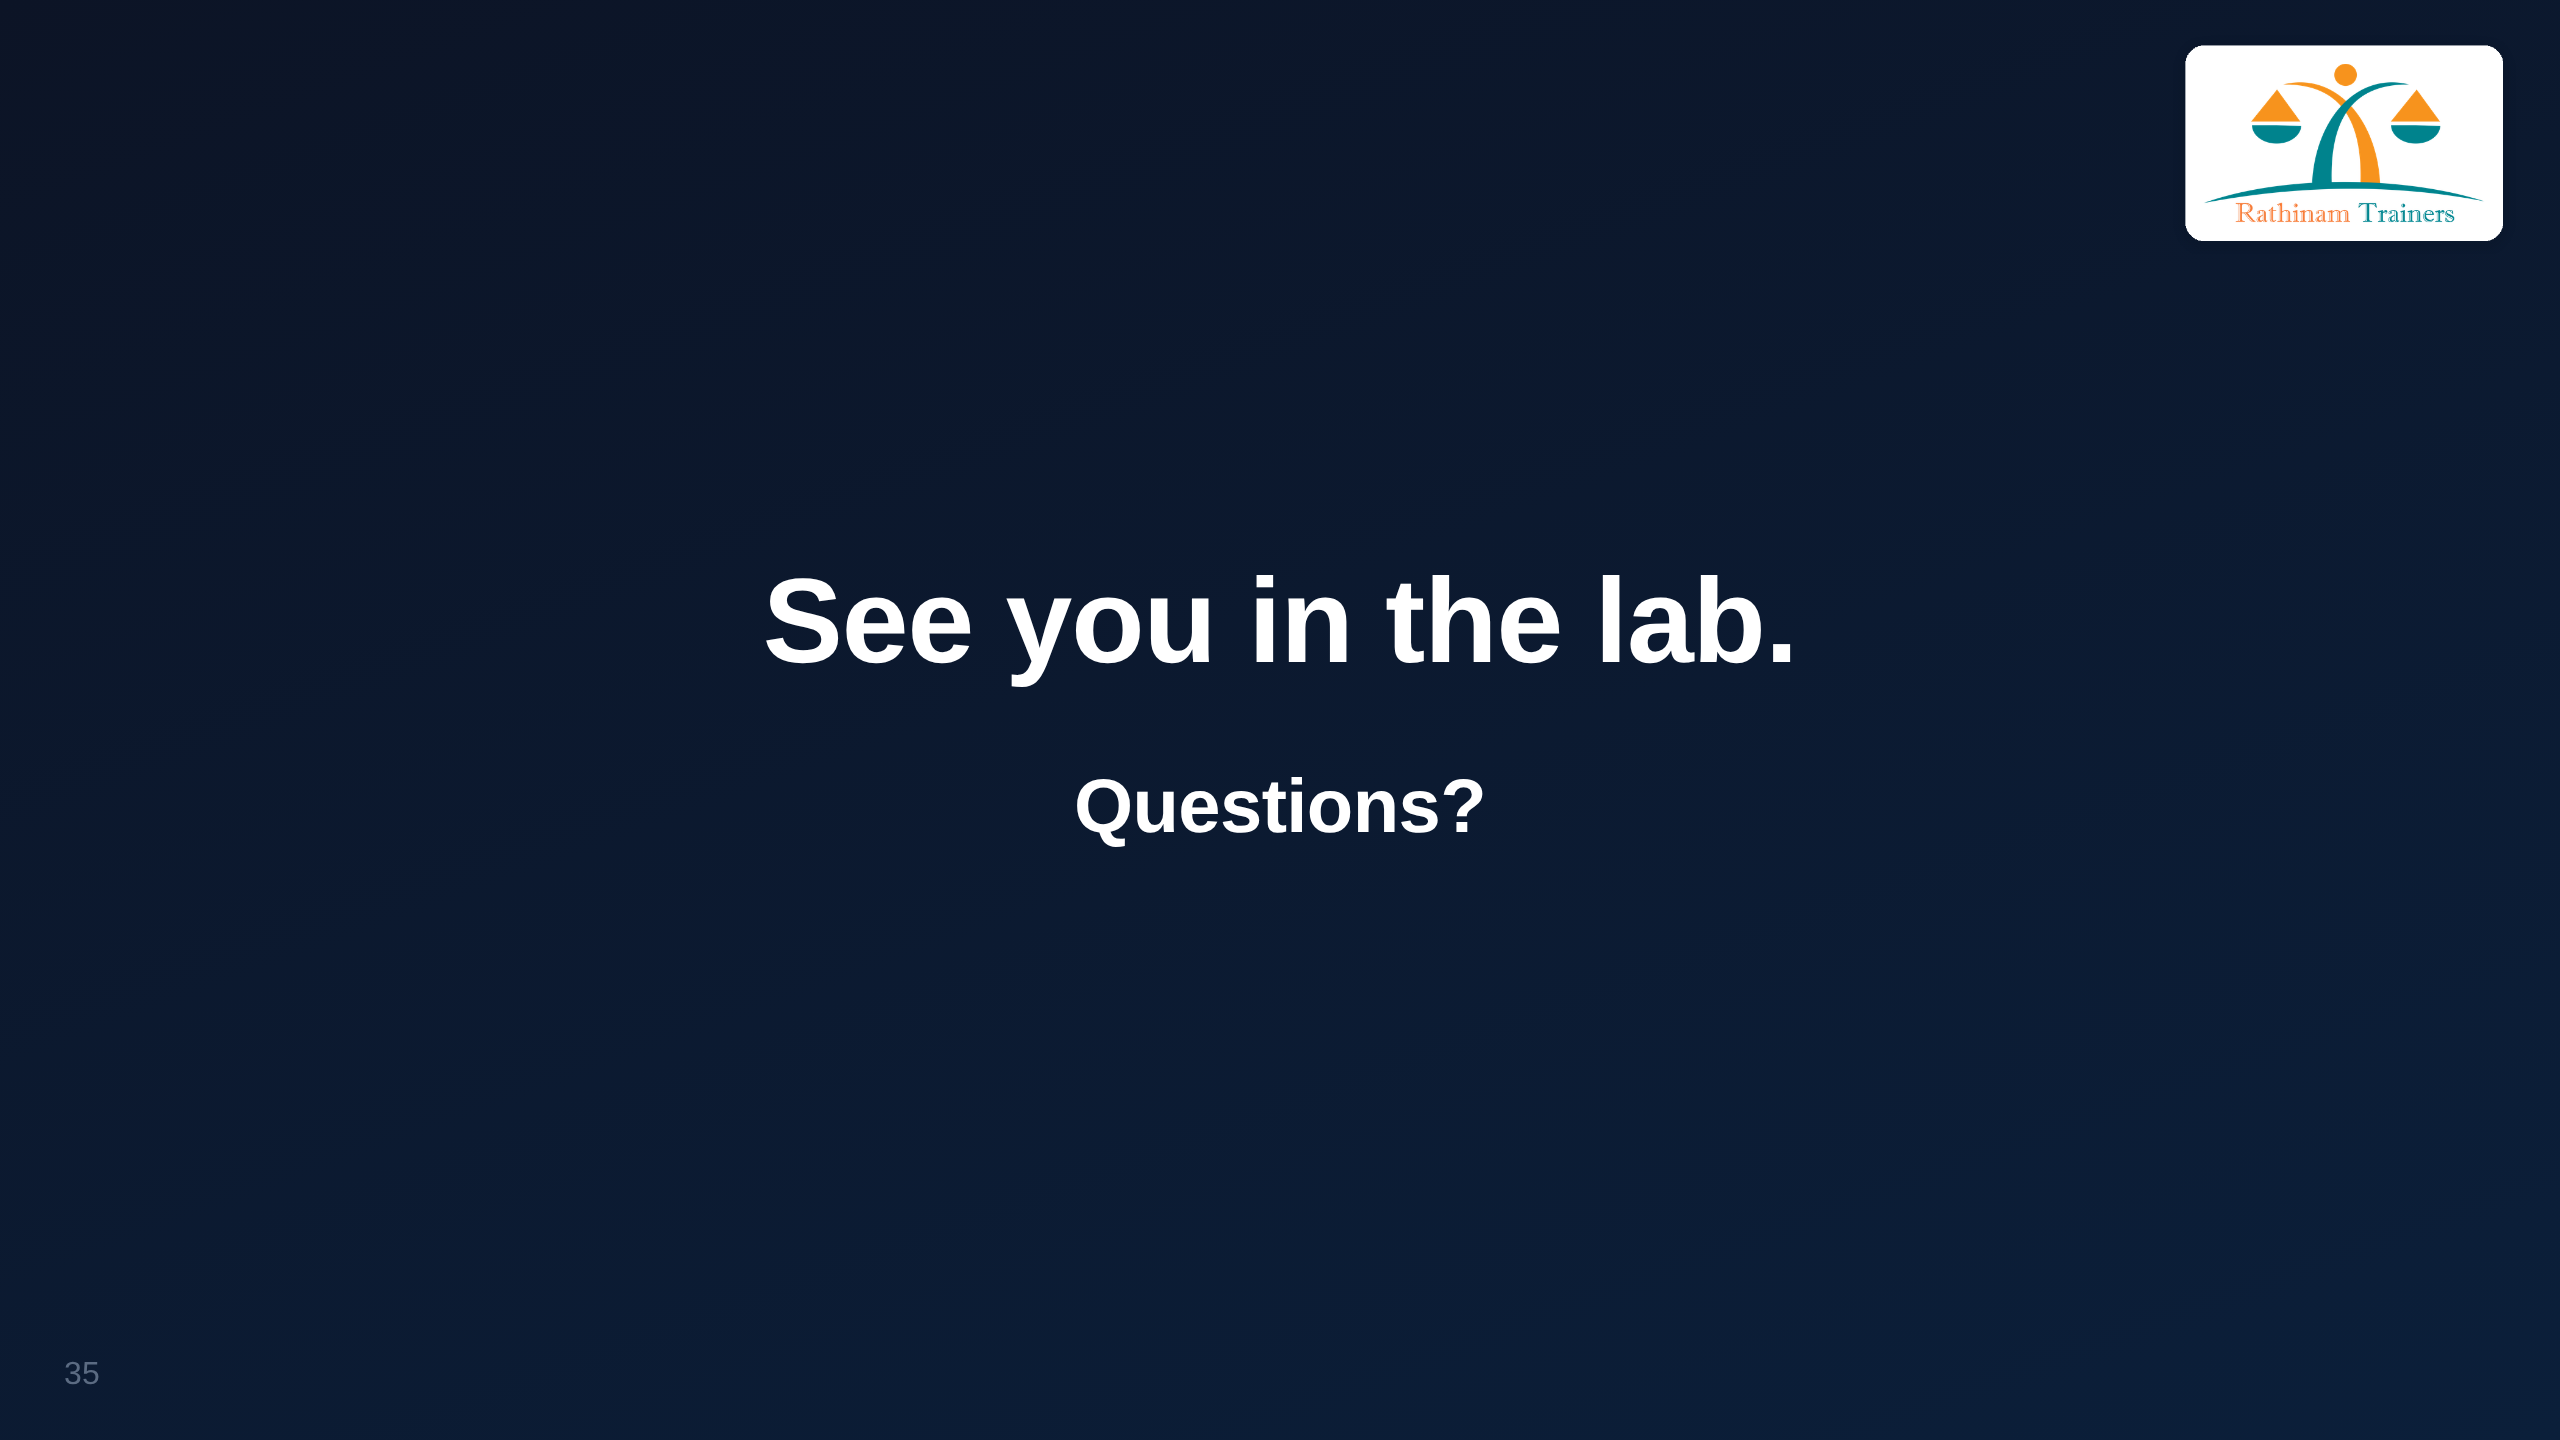 Rathinam Trainers
See you in the lab.
Questions?
35